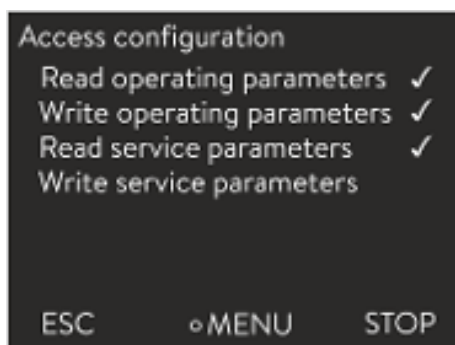 Access configuration
Read operating parameters ✓
Write operating parameters ✓
Read service parameters ✓
Write service parameters
ESC ∘MENU STOP